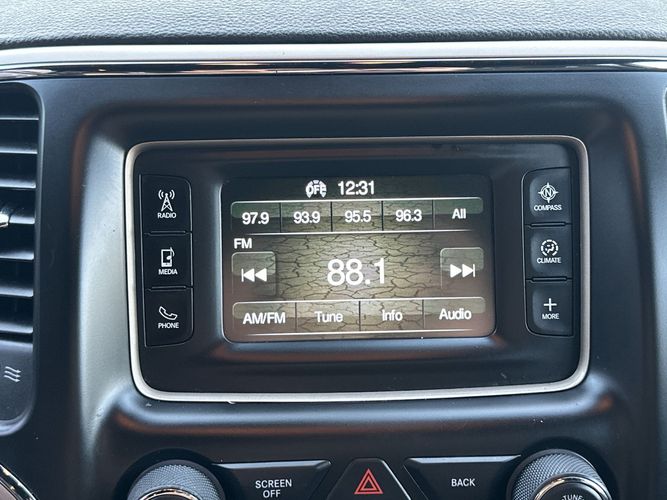 OFF 12:31
97.9 93.9 95.5 96.3 All
FM
88.1
AM/FM Tune Info Audio
RADIO
MEDIA
PHONE
N
COMPASS
CLIMATE
MORE
SCREEN
OFF
BACK
TUNE